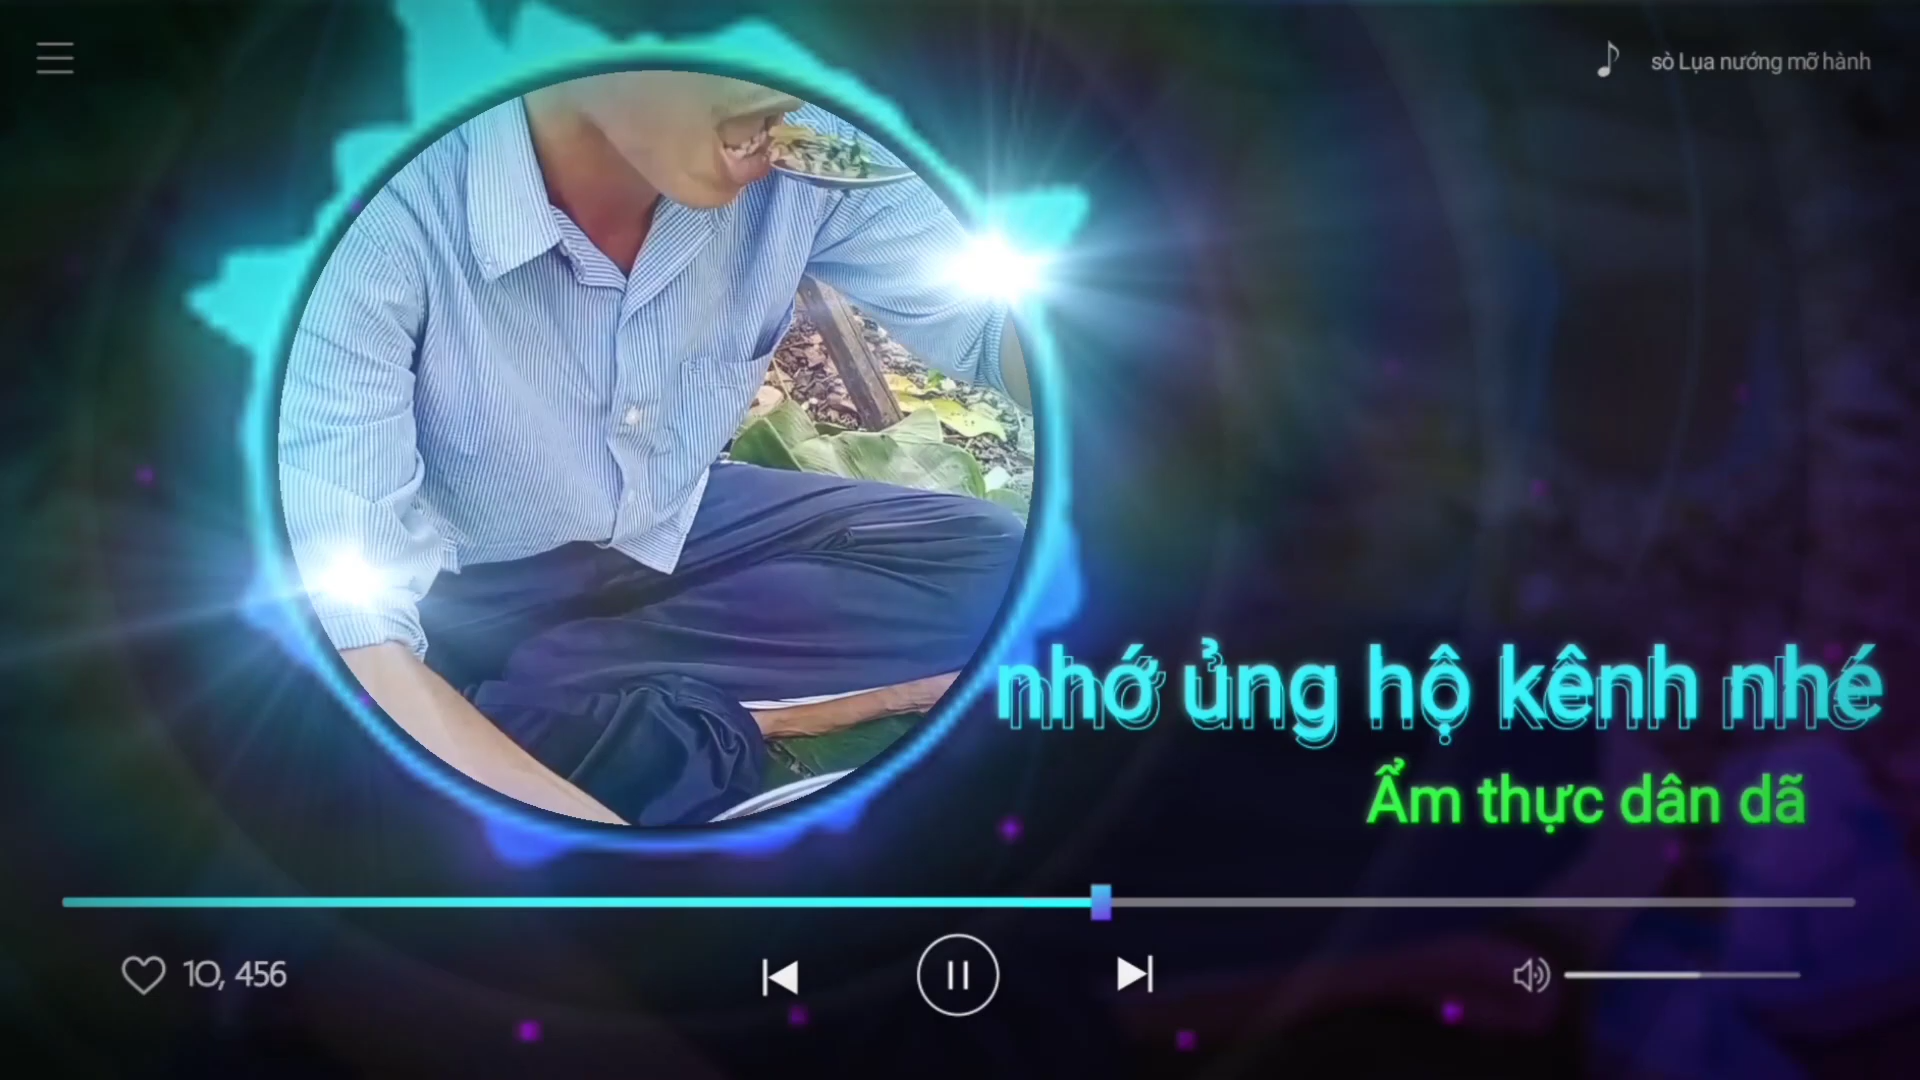 sò Lụa nướng mỡ hành
nhớ ủng hộ kênh nhé
Ẩm thực dân dã
10, 456